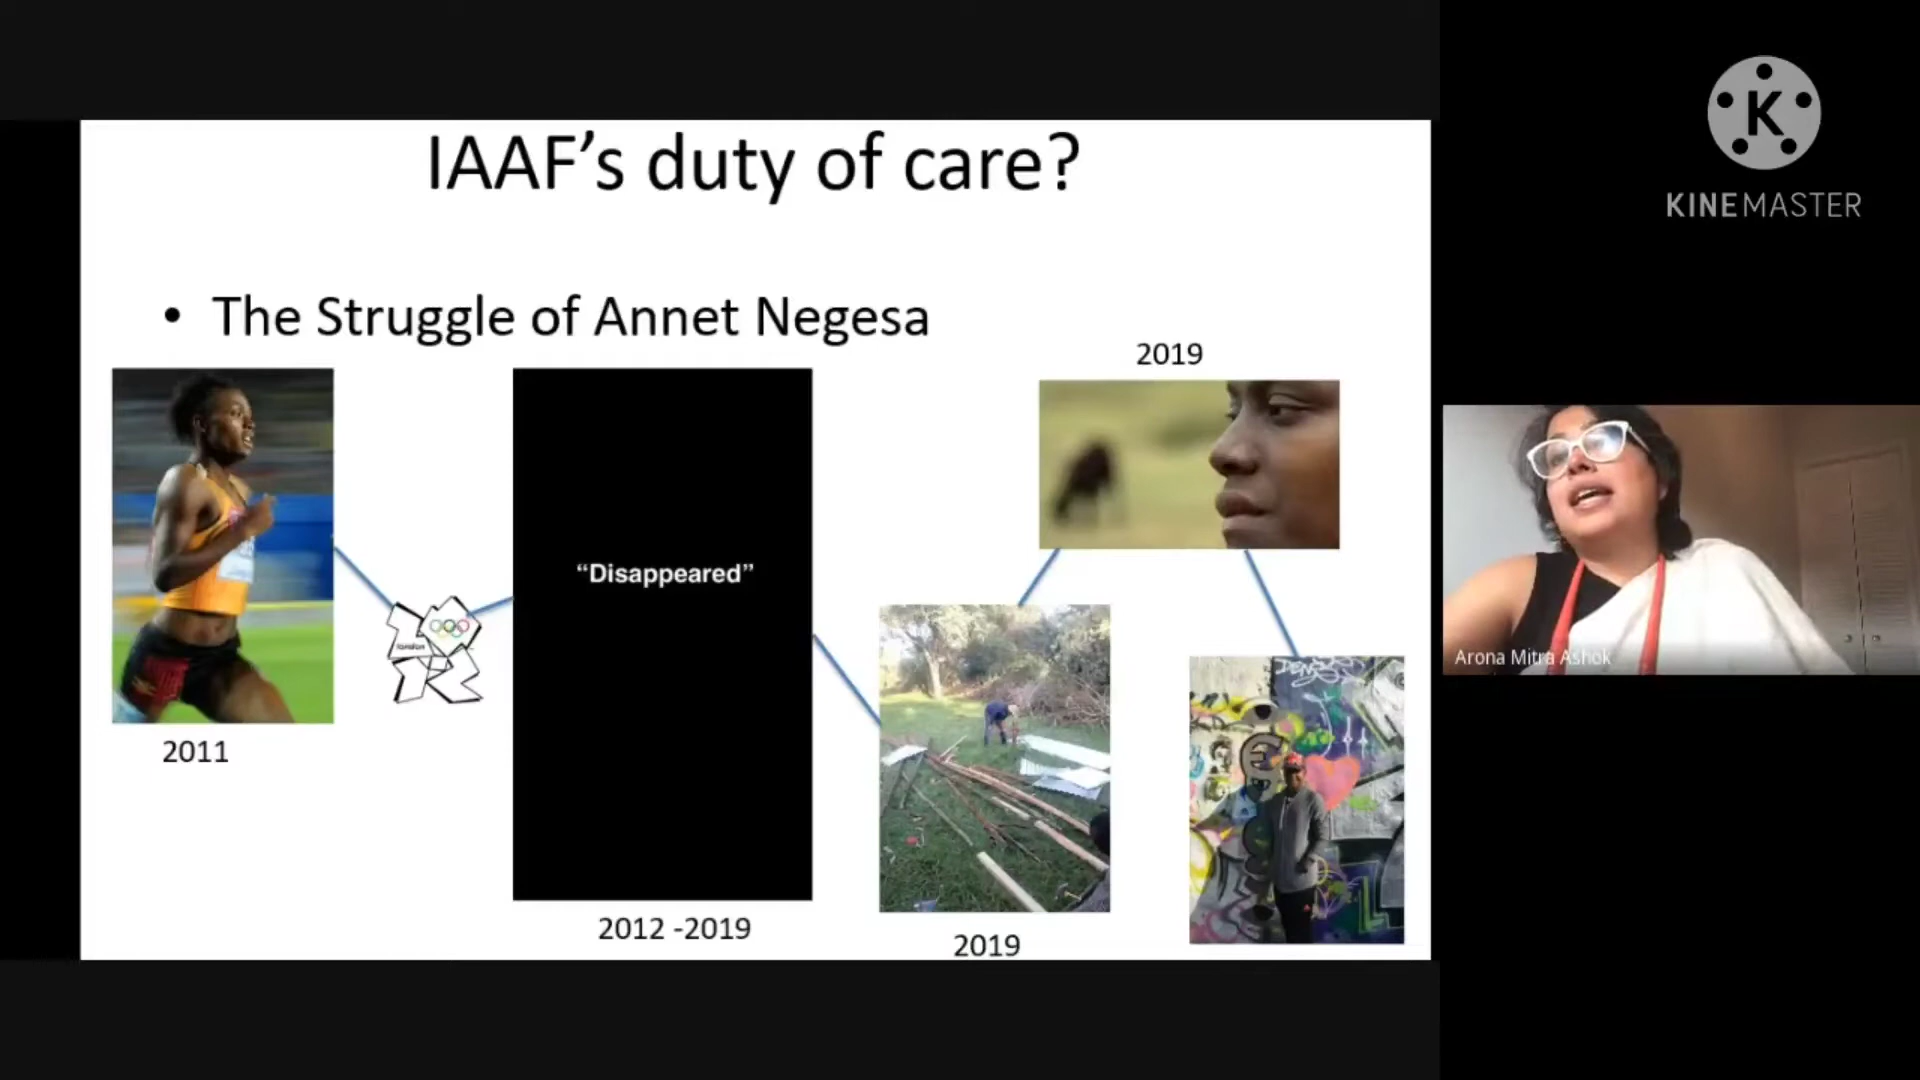 IAAF’s duty of care?
• The Struggle of Annet Negesa
2019
“Disappeared”
london
2011
2012 -2019
2019
K
KINEMASTER
Arona Mitra Ashok